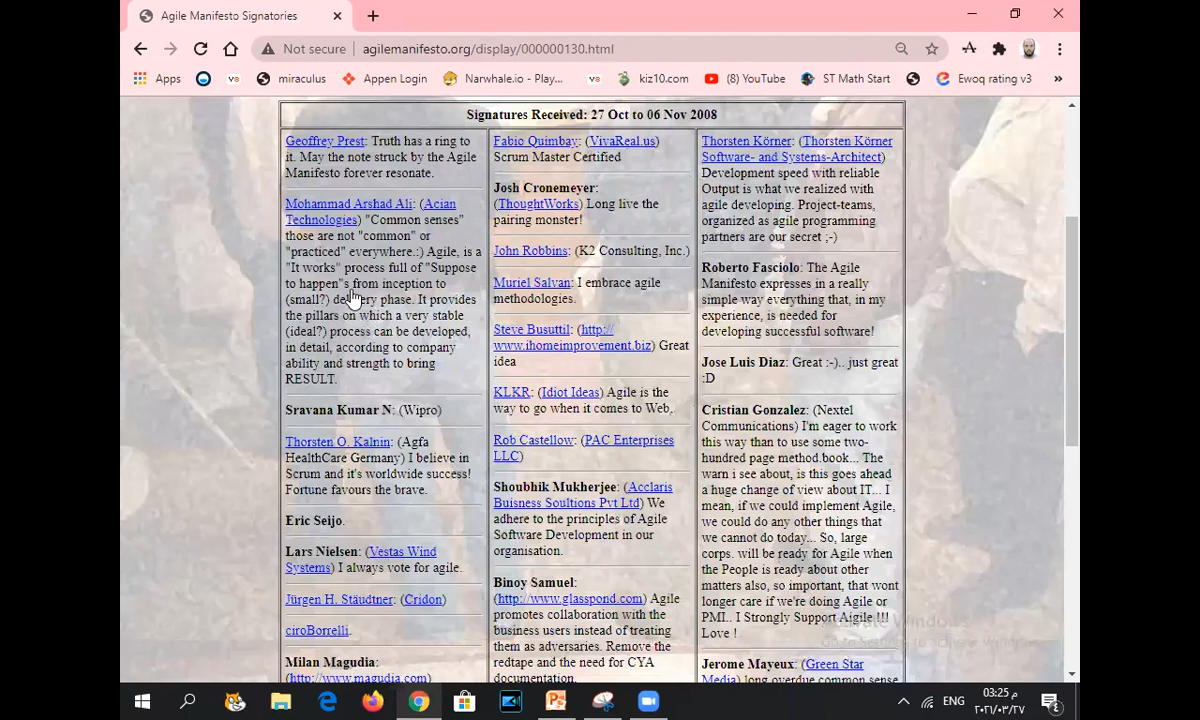 Agile Manifesto Signatories
Not secure
agilemanifesto.org/display/000000130.html
Apps
miraculus
Appen Login
Narwhale.io - Play...
kiz10.com
(8) YouTube
ST Math Start
Ewoq rating v3
»
Signatures Received: 27 Oct to 06 Nov 2008
Geoffrey Prest: Truth has a ring to
it. May the note struck by the Agile
Manifesto forever resonate.
Mohammad Arshad Ali: (Acian
Technologies) "Common senses"
those are not "common" or
"practiced" everywhere.:) Agile, is a
"It works" process full of "Suppose
to happen"s from inception to
(small?) delivery phase. It provides
the pillars on which a very stable
(ideal?) process can be developed,
in detail, according to company
ability and strength to bring
RESULT.
Sravana Kumar N: (Wipro)
Thorsten O. Kalnin: (Agfa
HealthCare Germany) I believe in
Scrum and it's worldwide success!
Fortune favours the brave.
Eric Seijo.
Lars Nielsen: (Vestas Wind
Systems) I always vote for agile.
Jürgen H. Stäudtner: (Cridon)
ciroBorrelli.
Milan Magudia:
(http://www.magudia.com)
Fabio Quimbay: (VivaReal.us)
Scrum Master Certified
Josh Cronemeyer:
(ThoughtWorks) Long live the
pairing monster!
John Robbins: (K2 Consulting, Inc.)
Muriel Salvan: I embrace agile
methodologies.
Steve Busuttil: (http://
www.ihomeimprovement.biz) Great
idea
KLKR: (Idiot Ideas) Agile is the
way to go when it comes to Web,.
Rob Castellow: (PAC Enterprises
LLC)
Shoubhik Mukherjee: (Acclaris
Buisness Soultions Pvt Ltd) We
adhere to the principles of Agile
Software Development in our
organisation.
Binoy Samuel:
(http://www.glasspond.com) Agile
promotes collaboration with the
business users instead of treating
them as adversaries. Remove the
redtape and the need for CYA
documentation.
Thorsten Körner: (Thorsten Körner
Software- and Systems-Architect)
Development speed with reliable
Output is what we realized with
agile developing. Project-teams,
organized as agile programming
partners are our secret ;-)
Roberto Fasciolo: The Agile
Manifesto expresses in a really
simple way everything that, in my
experience, is needed for
developing successful software!
Jose Luis Diaz: Great :-).. just great
:D
Cristian Gonzalez: (Nextel
Communications) I'm eager to work
this way than to use some two-
hundred page method.book... The
warn i see about, is this goes ahead
a huge change of view about IT... I
mean, if we could implement Agile,
we could do any other things that
we cannot do today... So, large
corps. will be ready for Agile when
the People is ready about other
matters also, so important, that wont
longer care if we're doing Agile or
PMI.. I Strongly Support Aigile !!!
Love !
Jerome Mayeux: (Green Star
Media) long overdue common sense
Activate Windows
Go to Settings to activate Windows.
ENG
03:25 م
٢٠٢١/٠٣/٢٧